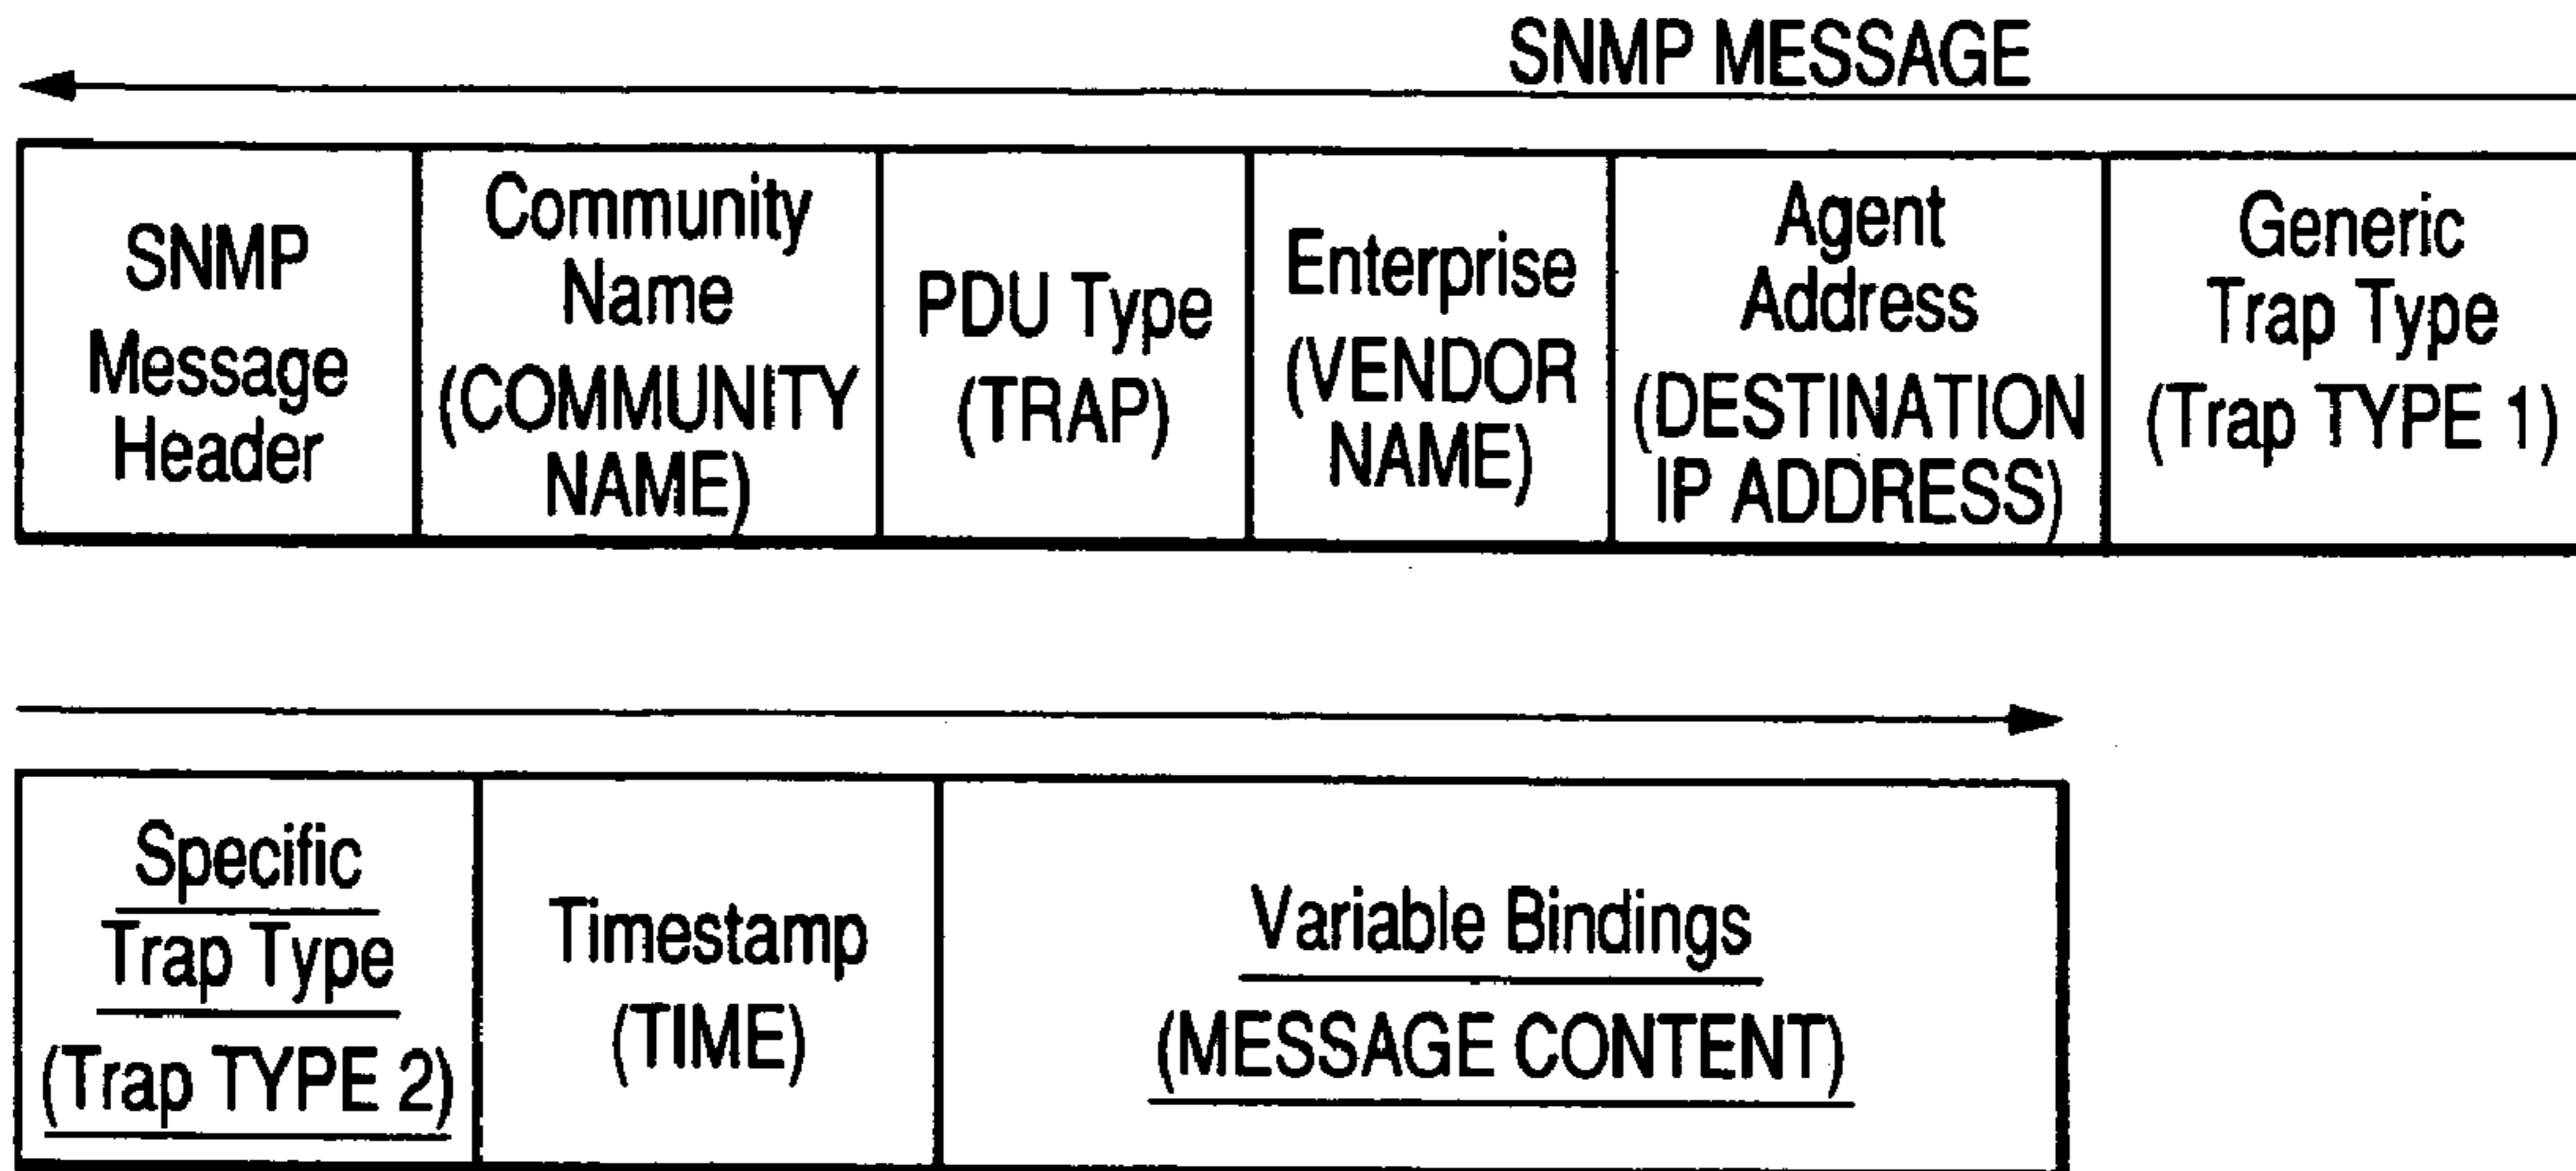 SNMP MESSAGE
SNMP
Message
Header
Community
Name
(COMMUNITY
NAME)
PDU Type
(TRAP)
Enterprise
(VENDOR
NAME)
Agent
Address
(DESTINATION
IP ADDRESS)
Generic
Trap Type
(Trap TYPE 1)
Specific
Trap Type
(Trap TYPE 2)
Timestamp
(TIME)
Variable Bindings
(MESSAGE CONTENT)